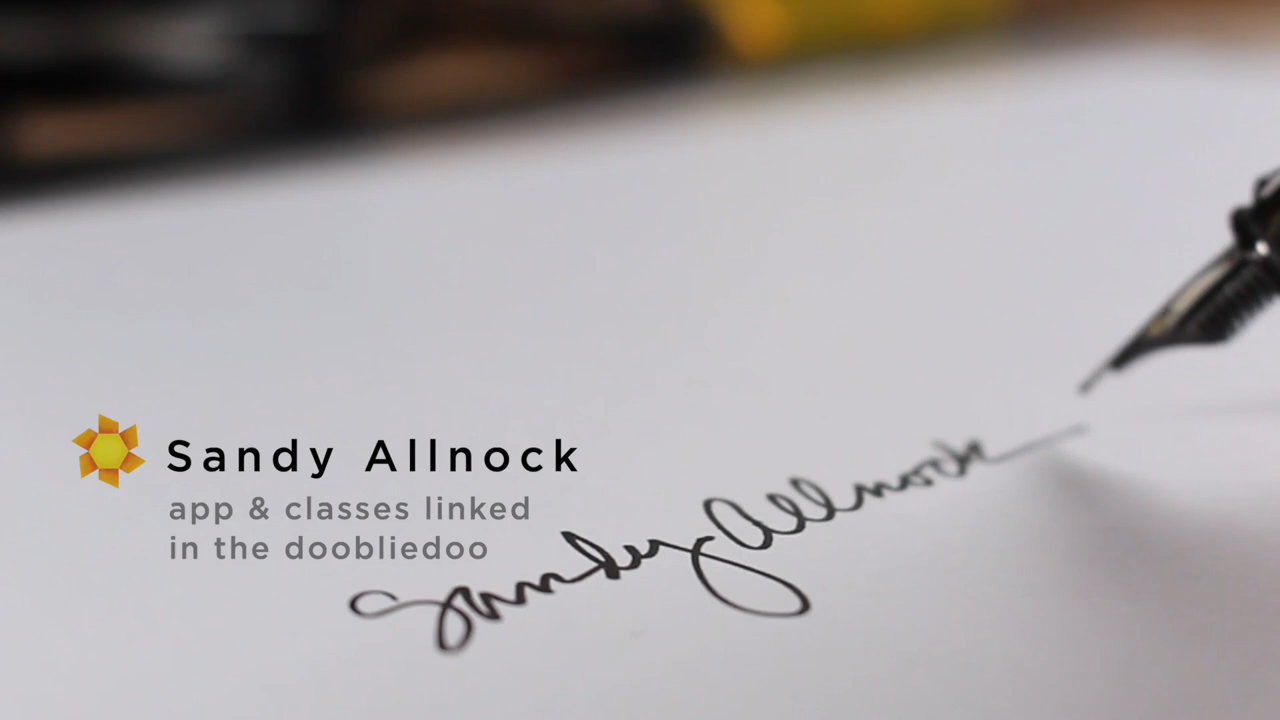 Sandy Allnock
app & classes linked
in the doobliedoo
Sandy Allnock